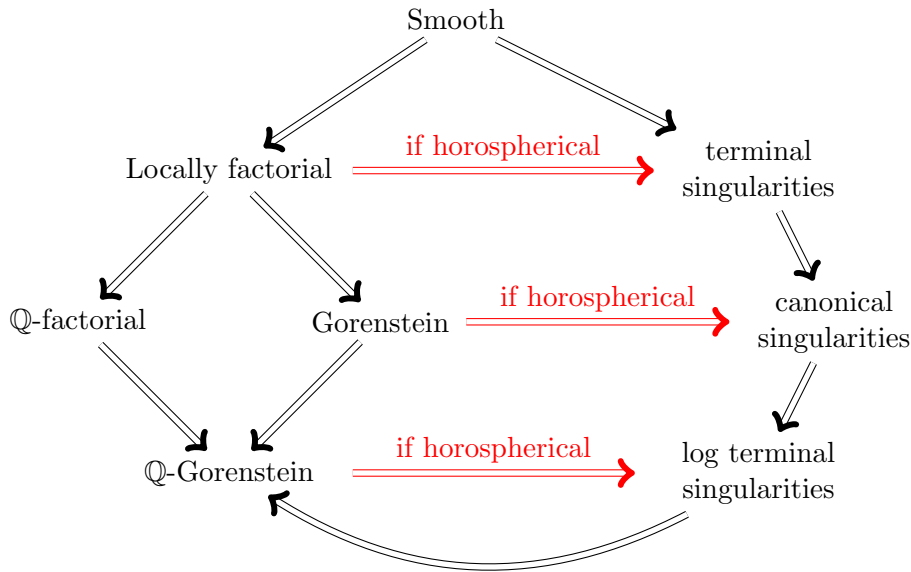 Smooth
if horospherical
Locally factorial
terminal
singularities
if horospherical
ℚ-factorial
Gorenstein
canonical
singularities
if horospherical
ℚ-Gorenstein
log terminal
singularities